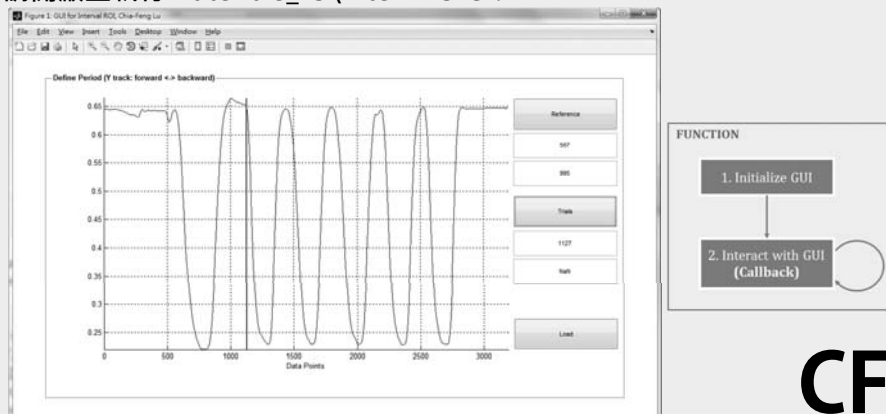 Figure 1: GUI for Interval ROI, Chia-Feng Lu
File Edit View Insert Tools Desktop Window Help
Define Period (Y track: forward <-> backward)
0.65
0.6
0.55
0.5
0.45
0.4
0.35
0.3
0.25
0 500 1000 1500 2000 2500 3000
Data Points
Reference
567
995
Trials
1127
NaN
Load
FUNCTION
1. Initialize GUI
2. Interact with GUI
(Callback)
CF